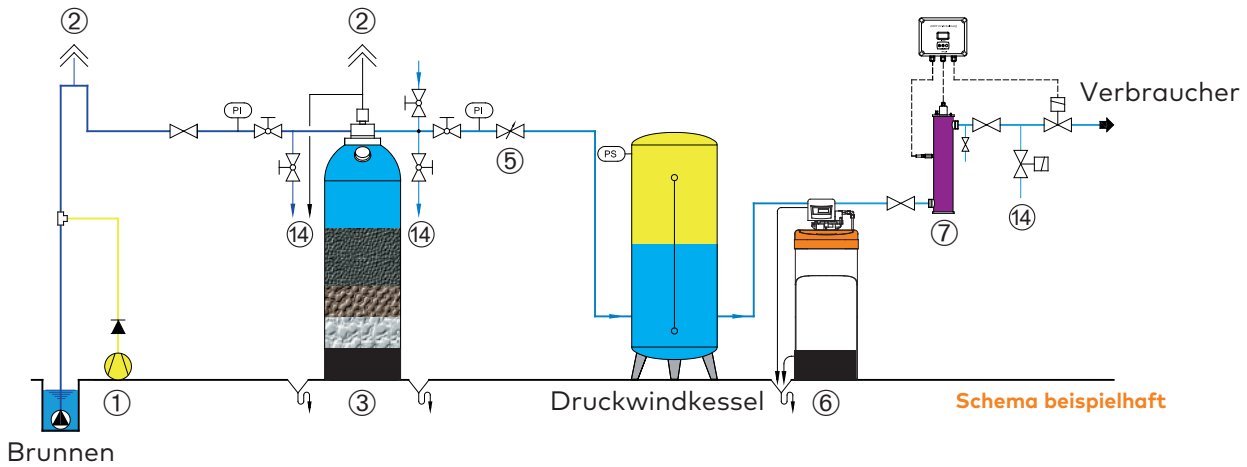 ② ②
Verbraucher
PI PI
⑤
PS
⑭ ⑭ ⑦ ⑭
① ③ Druckwindkessel ⑥ Schema beispielhaft
Brunnen